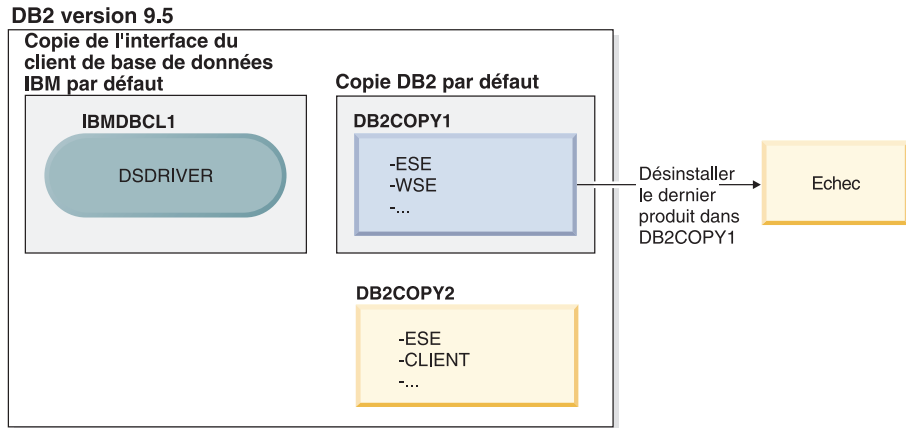 DB2 version 9.5
Copie de l'interface du
client de base de données
IBM par défaut
IBMDBCL1
DSDRIVER
Copie DB2 par défaut
DB2COPY1
-ESE
-WSE
-...
Désinstaller
le dernier
produit dans
DB2COPY1
Echec
DB2COPY2
-ESE
-CLIENT
-...